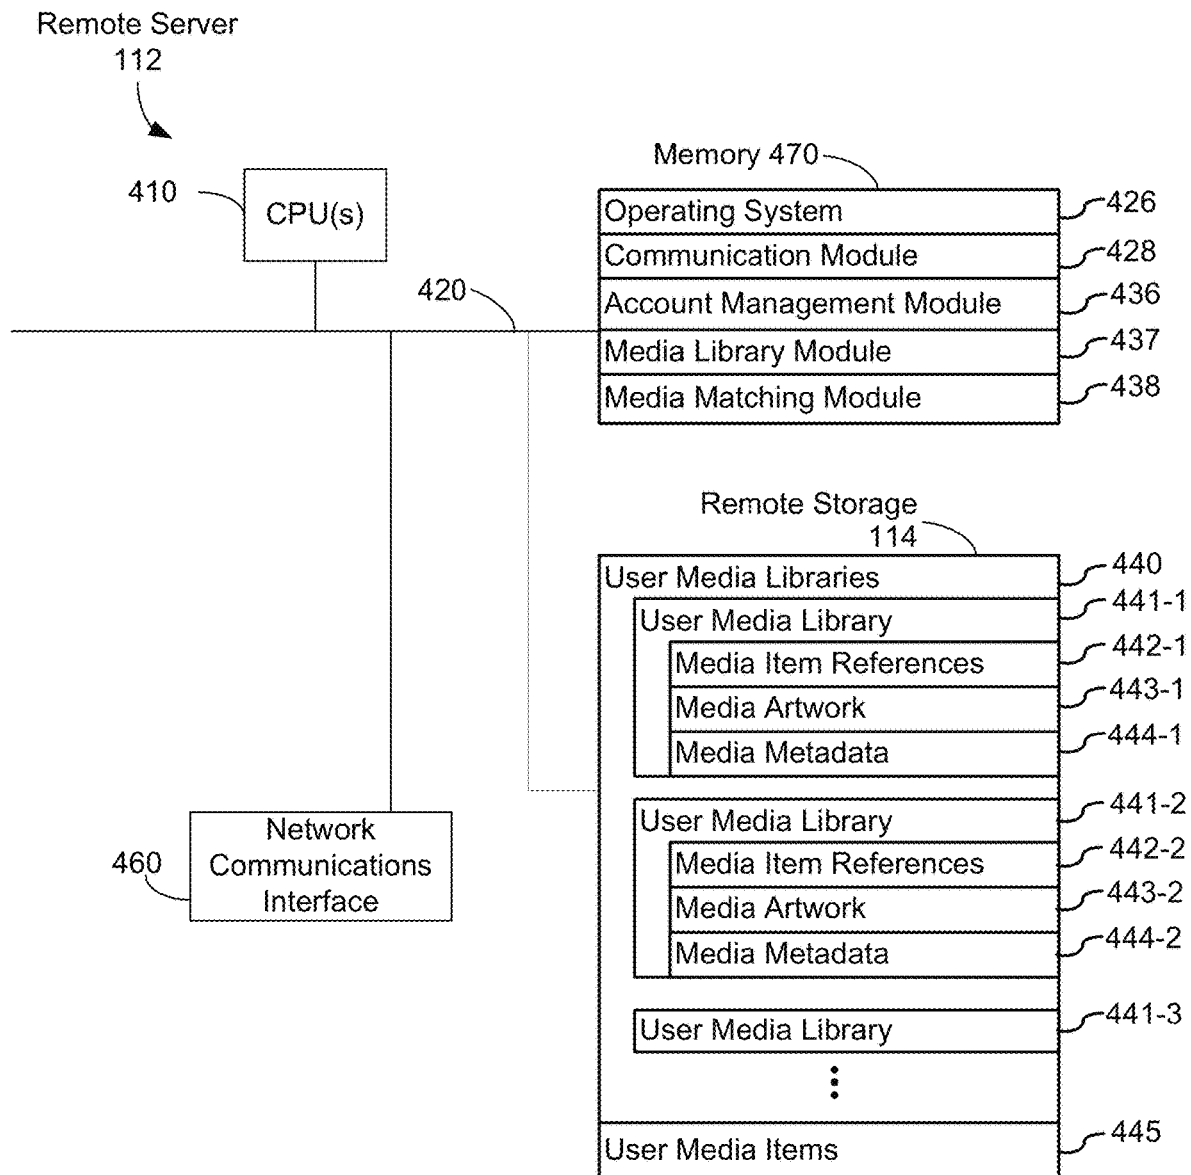 Remote Server
112
410
CPU(s)
420
Memory 470
Operating System
426
Communication Module
428
Account Management Module
436
Media Library Module
437
Media Matching Module
438
Remote Storage
114
User Media Libraries
440
User Media Library
441-1
Media Item References
442-1
Media Artwork
443-1
Media Metadata
444-1
User Media Library
441-2
Media Item References
442-2
Media Artwork
443-2
Media Metadata
444-2
User Media Library
441-3
User Media Items
445
Network
Communications
Interface
460